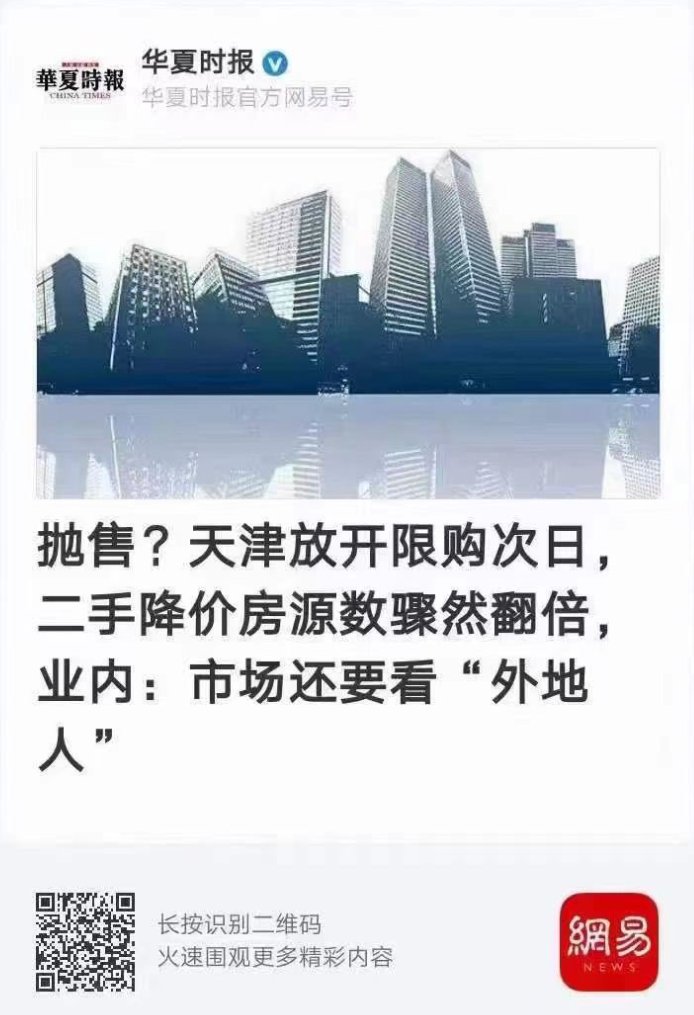 華夏時報
CHINA TIMES
华夏时报
华夏时报官方网易号
抛售？天津放开限购次日，
二手降价房源数骤然翻倍，
业内：市场还要看“外地
人”
长按识别二维码
火速围观更多精彩内容
網易
NEWS